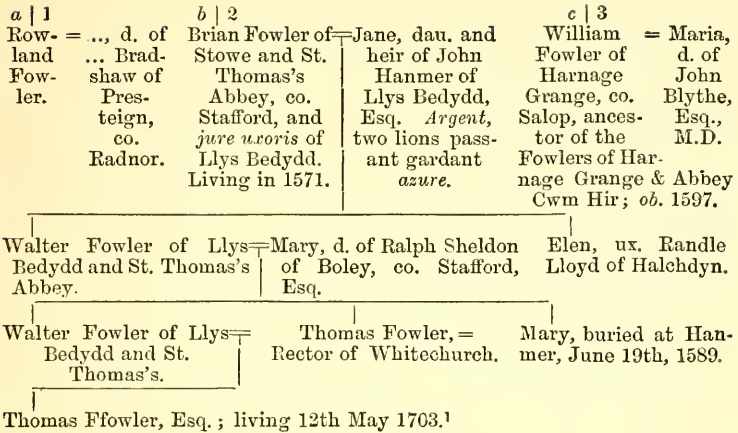 a | 1
Row- = ..., d. of
land ... Brad-
Fow- shaw of
ler. Pres-
teign,
co.
Radnor.
b | 2
Brian Fowler of = Jane, dau. and
Stowe and St. heir of John
Thomas's Hanmer of
Abbey, co. Llys Bedydd,
Stafford, and Esq. Argent,
jure uxoris of two lions pass-
Llys Bedydd. ant gardant
Living in 1571. azure.
c | 3
William = Maria,
Fowler of d. of
Harnage John
Grange, co. Blythe,
Salop, ances- Esq.,
tor of the M.D.
Fowlers of Har-
nage Grange & Abbey
Cwm Hir; ob. 1597.
Walter Fowler of Llys = Mary, d. of Ralph Sheldon
Bedydd and St. Thomas's of Boley, co. Stafford,
Abbey. Esq.
Elen, ux. Randle
Lloyd of Halchdyn.
Walter Fowler of Llys =
Bedydd and St.
Thomas's.
Thomas Fowler, =
Rector of Whitechurch.
Mary, buried at Han-
mer, June 19th, 1589.
Thomas Ffowler, Esq.; living 12th May 1703.¹